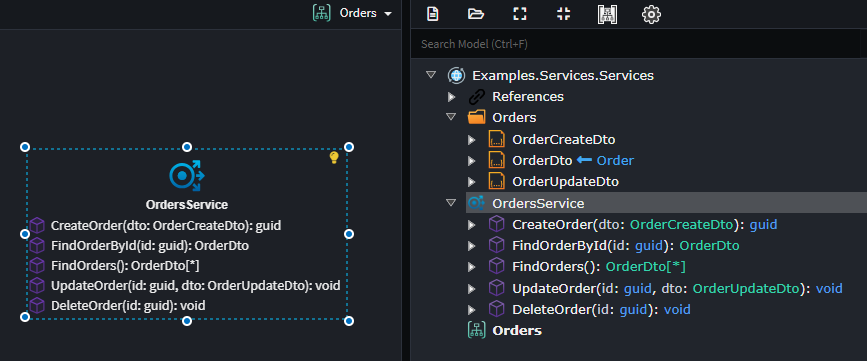 Orders
OrdersService
CreateOrder(dto: OrderCreateDto): guid
FindOrderById(id: guid): OrderDto
FindOrders(): OrderDto[*]
UpdateOrder(id: guid, dto: OrderUpdateDto): void
DeleteOrder(id: guid): void
Search Model (Ctrl+F)
Examples.Services.Services
References
Orders
OrderCreateDto
OrderDto Order
OrderUpdateDto
OrdersService
CreateOrder(dto: OrderCreateDto): guid
FindOrderById(id: guid): OrderDto
FindOrders(): OrderDto[*]
UpdateOrder(id: guid, dto: OrderUpdateDto): void
DeleteOrder(id: guid): void
Orders